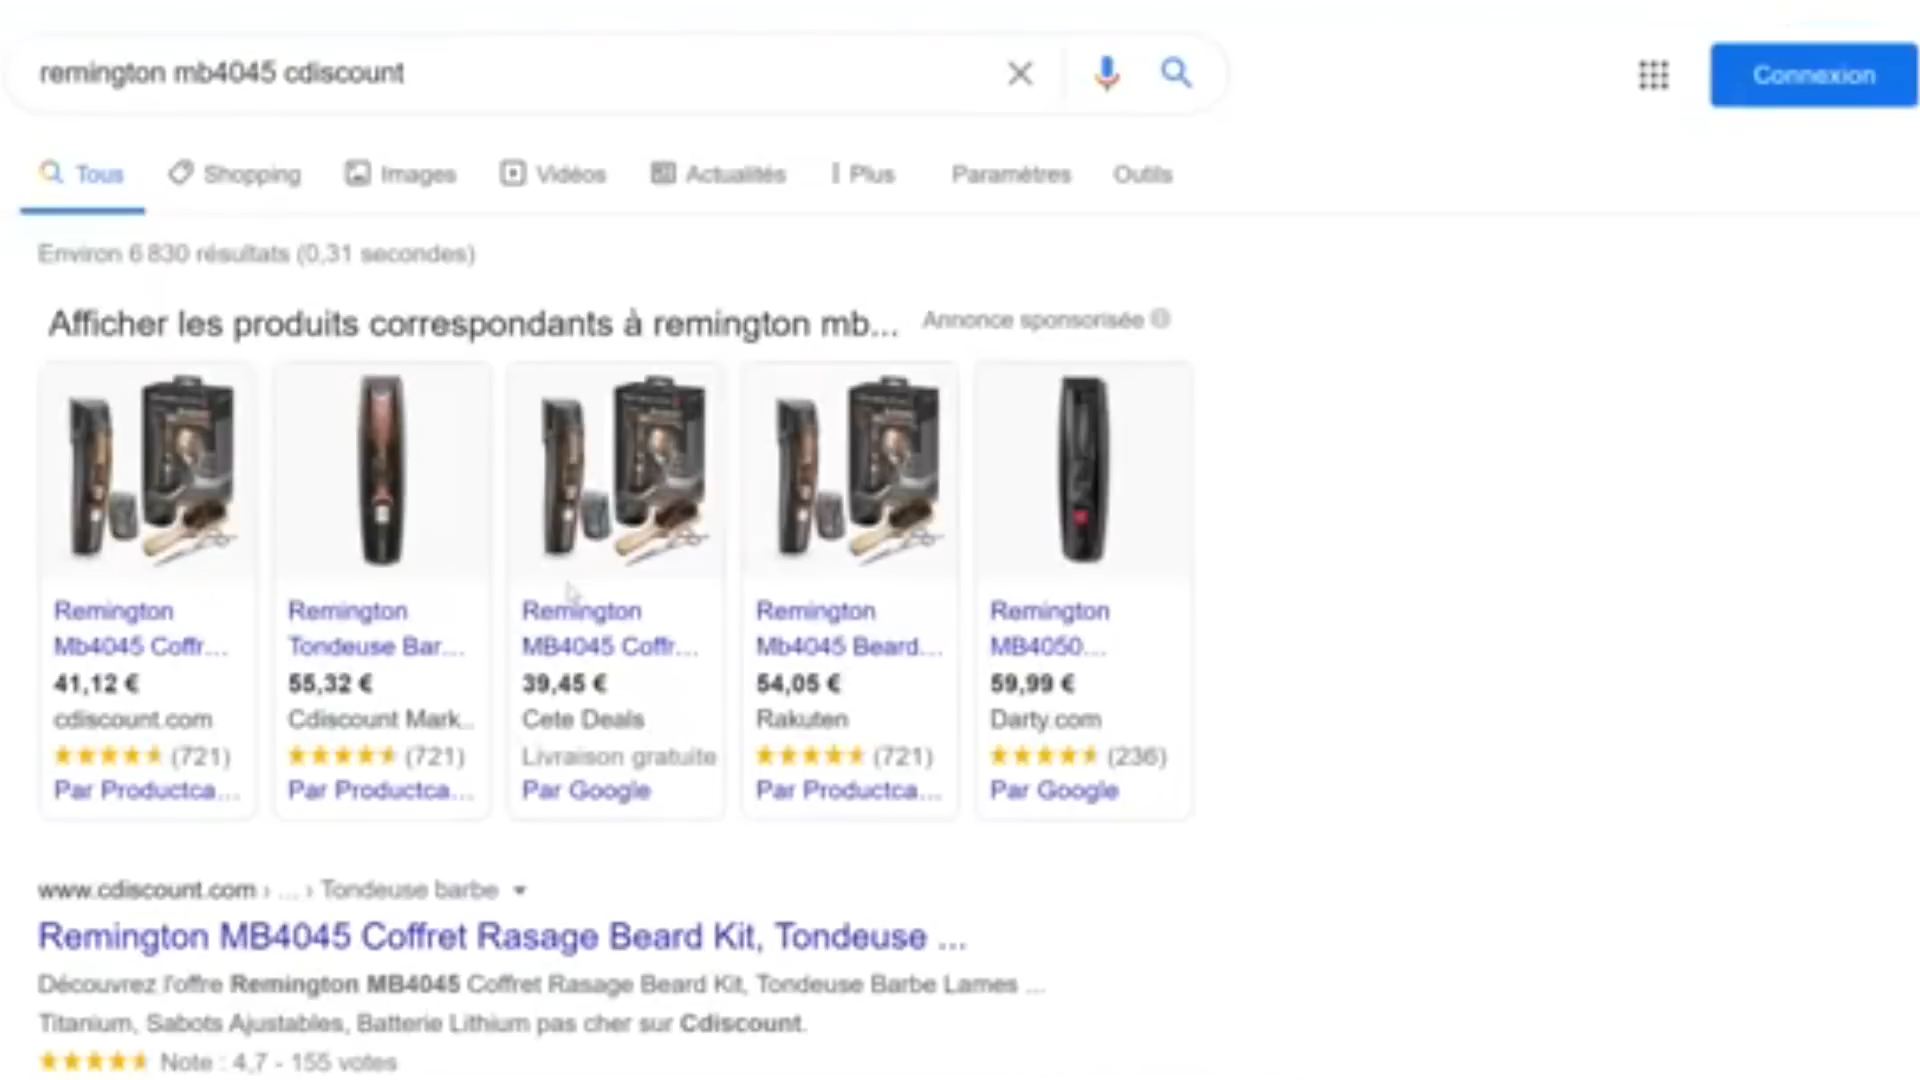 remington mb4045 cdiscount
Connexion
Tous Shopping Images Vidéos Actualités Plus Paramètres Outils
Environ 6 830 résultats (0,31 secondes)
Afficher les produits correspondants à remington mb... Annonce sponsorisée
Remington
Mb4045 Coffr...
41,12 €
cdiscount.com
(721)
Par Productca...
Remington
Tondeuse Bar...
55,32 €
Cdiscount Mark...
(721)
Par Productca...
Remington
MB4045 Coffr...
39,45 €
Cete Deals
Livraison gratuite
Par Google
Remington
Mb4045 Beard...
54,05 €
Rakuten
(721)
Par Productca...
Remington
MB4050...
59,99 €
Darty.com
(236)
Par Google
www.cdiscount.com › ... › Tondeuse barbe
Remington MB4045 Coffret Rasage Beard Kit, Tondeuse ...
Découvrez l'offre Remington MB4045 Coffret Rasage Beard Kit, Tondeuse Barbe Lames ...
Titanium, Sabots Ajustables, Batterie Lithium pas cher sur Cdiscount.
Note : 4,7 - 155 votes